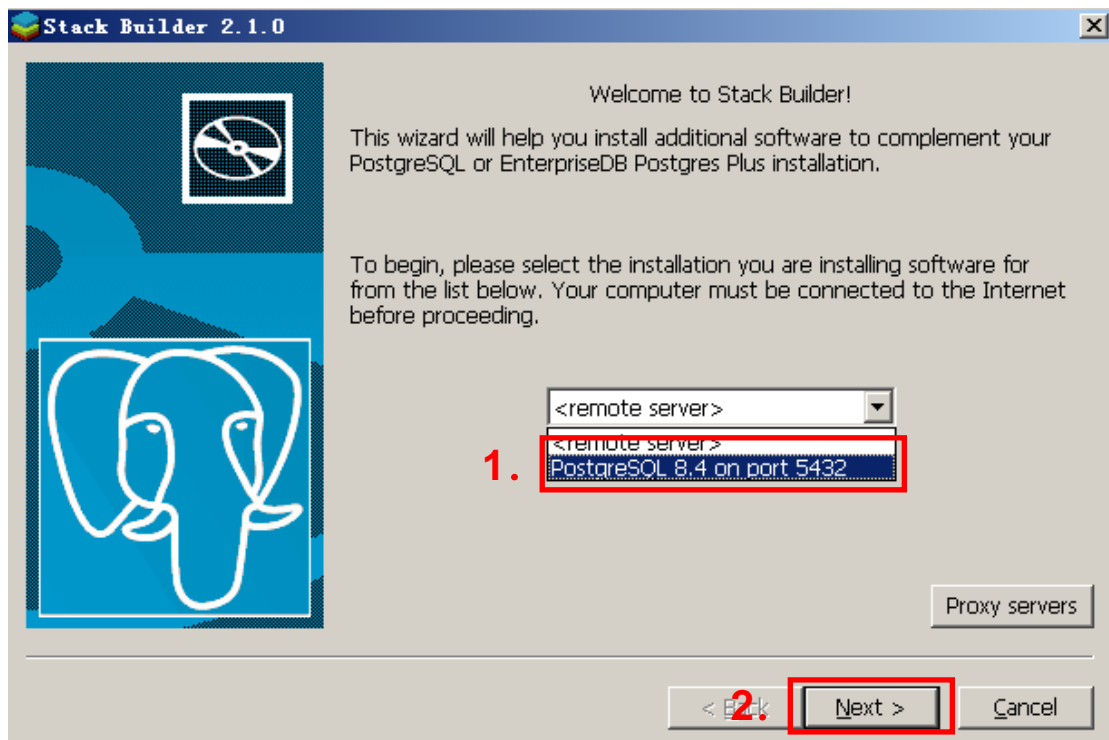 Stack Builder 2.1.0
Welcome to Stack Builder!
This wizard will help you install additional software to complement your
PostgreSQL or EnterpriseDB Postgres Plus installation.
To begin, please select the installation you are installing software for
from the list below. Your computer must be connected to the Internet
before proceeding.
<remote server>
<remote server>
1. PostgreSQL 8.4 on port 5432
Proxy servers
< Back
2. Next >
Cancel